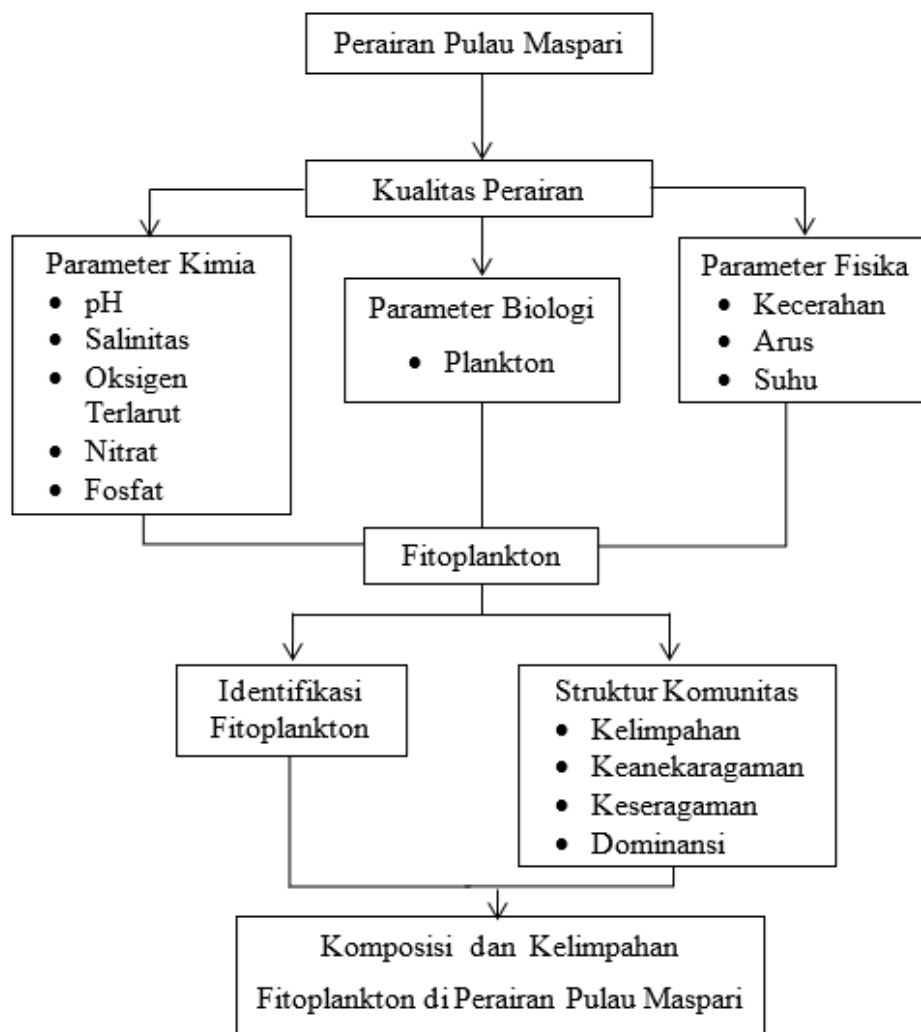 Perairan Pulau Maspari
Kualitas Perairan
Parameter Kimia
• pH
• Salinitas
• Oksigen
Terlarut
• Nitrat
• Fosfat
Parameter Biologi
• Plankton
Parameter Fisika
• Kecerahan
• Arus
• Suhu
Fitoplankton
Identifikasi
Fitoplankton
Struktur Komunitas
• Kelimpahan
• Keanekaragaman
• Keseragaman
• Dominansi
Komposisi dan Kelimpahan
Fitoplankton di Perairan Pulau Maspari